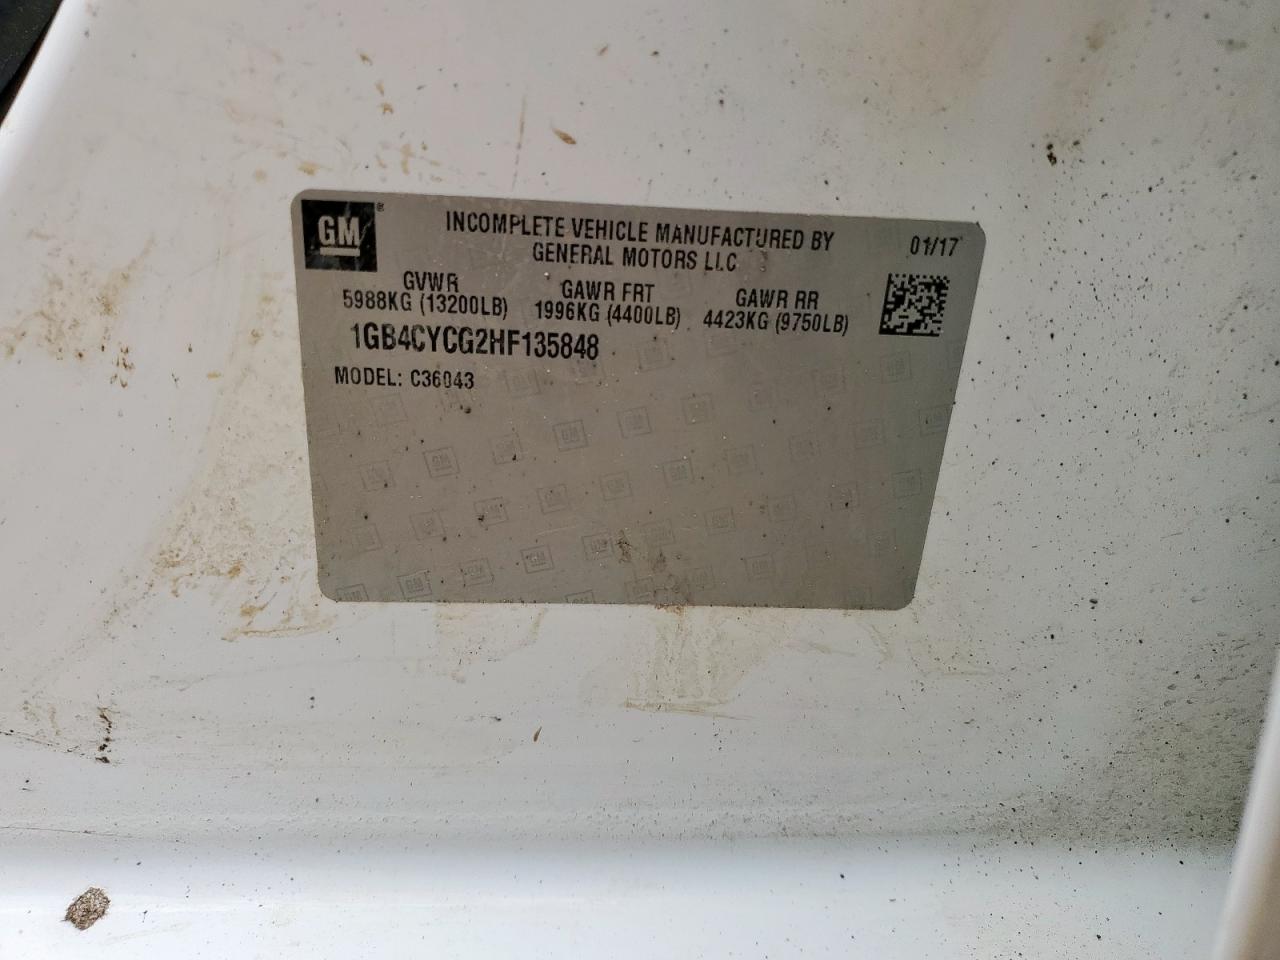 GM®
INCOMPLETE VEHICLE MANUFACTURED BY
GENERAL MOTORS LLC
01/17
GVWR
5988KG (13200LB)
GAWR FRT
1996KG (4400LB)
GAWR RR
4423KG (9750LB)
1GB4CYCG2HF135848
MODEL: C36043